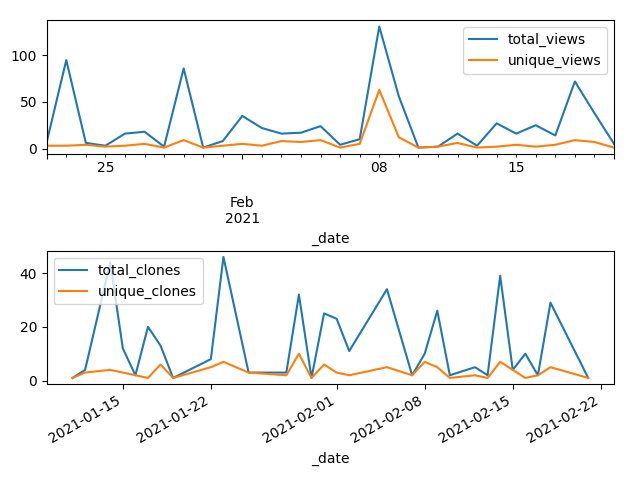 total_views
unique_views
100
50
0
25
08
15
Feb
2021
_date
total_clones
unique_clones
40
20
0
2021-01-15
2021-01-22
2021-02-01
2021-02-08
2021-02-15
2021-02-22
_date